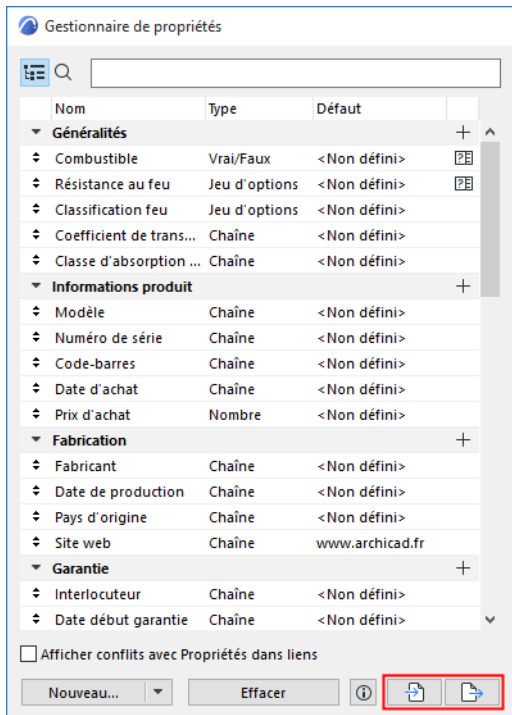 Gestionnaire de propriétés
Nom Type Défaut
Généralités
Combustible Vrai/Faux <Non défini>
Résistance au feu Jeu d'options <Non défini>
Classification feu Jeu d'options <Non défini>
Coefficient de trans... Chaîne <Non défini>
Classe d'absorption ... Chaîne <Non défini>
Informations produit
Modèle Chaîne <Non défini>
Numéro de série Chaîne <Non défini>
Code-barres Chaîne <Non défini>
Date d'achat Chaîne <Non défini>
Prix d'achat Nombre <Non défini>
Fabrication
Fabricant Chaîne <Non défini>
Date de production Chaîne <Non défini>
Pays d'origine Chaîne <Non défini>
Site web Chaîne www.archicad.fr
Garantie
Interlocuteur Chaîne <Non défini>
Date début garantie Chaîne <Non défini>
Afficher conflits avec Propriétés dans liens
Nouveau... Effacer